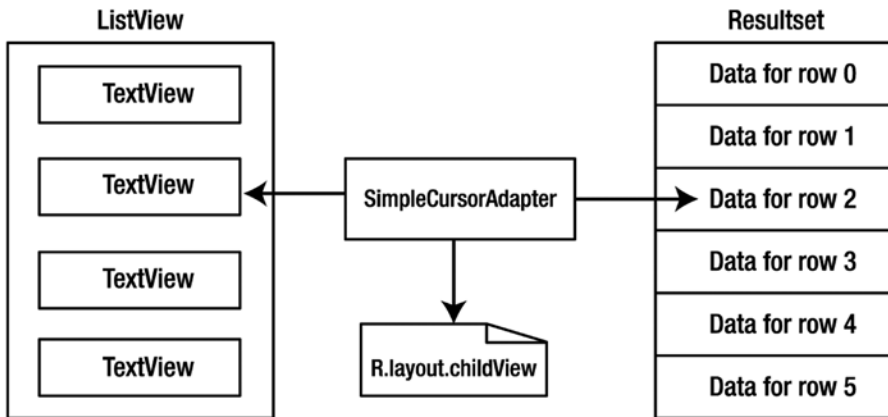 ListView
TextView
TextView
TextView
TextView
SimpleCursorAdapter
R.layout.childView
Resultset
Data for row 0
Data for row 1
Data for row 2
Data for row 3
Data for row 4
Data for row 5